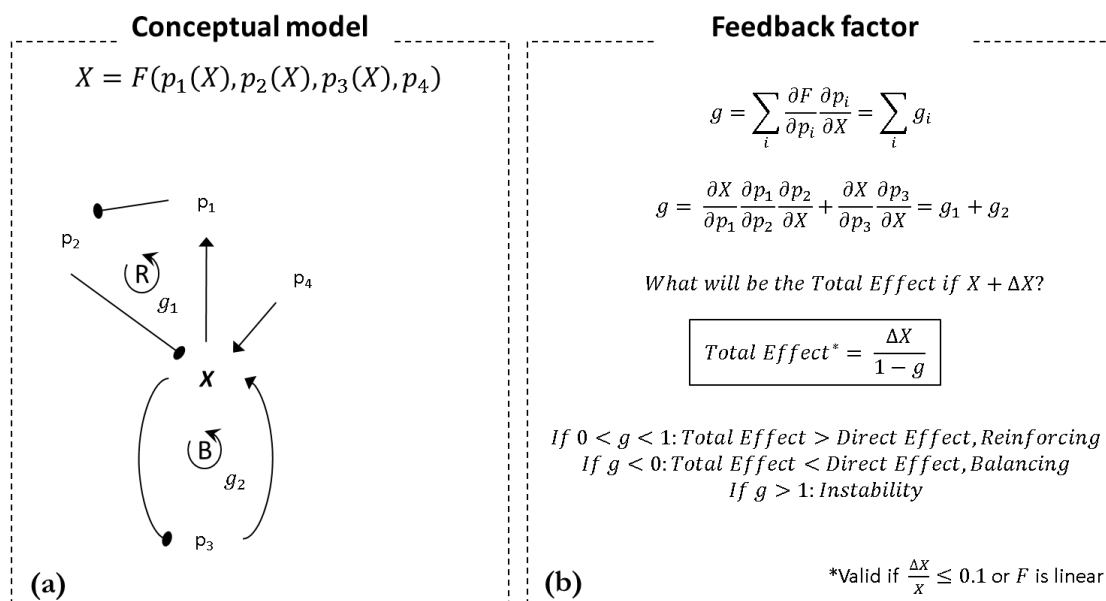 Conceptual model
X = F(p₁(X), p₂(X), p₃(X), p₄)
p₁
p₂
R
g₁
p₄
X
B
g₂
p₃
(a)
Feedback factor
g = ∑ᵢ ∂F/∂pᵢ ∂pᵢ/∂X = ∑ᵢ gᵢ
g = ∂X/∂p₁ ∂p₁/∂p₂ ∂p₂/∂X + ∂X/∂p₃ ∂p₃/∂X = g₁ + g₂
What will be the Total Effect if X + ΔX?
Total Effect* = ΔX/(1 − g)
If 0 < g < 1: Total Effect > Direct Effect, Reinforcing
If g < 0: Total Effect < Direct Effect, Balancing
If g > 1: Instability
(b)
*Valid if ΔX/X ≤ 0.1 or F is linear